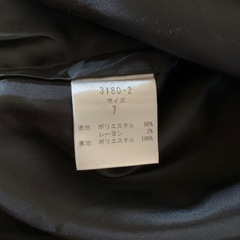 3180-2
サイズ
7
表地 ポリエステル 98%
レーヨン 2%
裏地 ポリエステル 100%